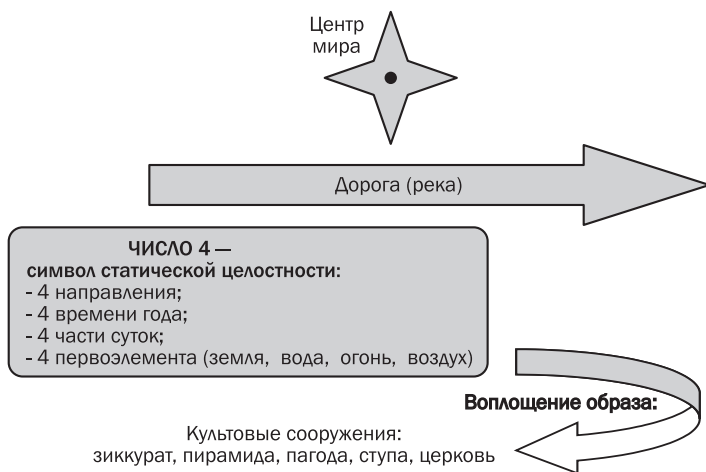 Центр
мира
Дорога (река)
ЧИСЛО 4 —
символ статической целостности:
- 4 направления;
- 4 времени года;
- 4 части суток;
- 4 первоэлемента (земля, вода, огонь, воздух)
Воплощение образа:
Культовые сооружения:
зиккурат, пирамида, пагода, ступа, церковь